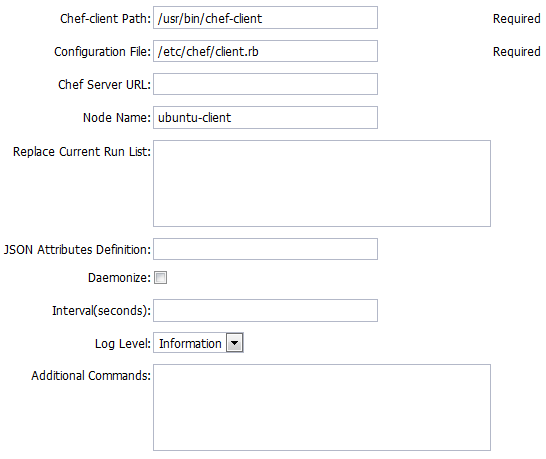 Chef-client Path: /usr/bin/chef-client Required
Configuration File: /etc/chef/client.rb Required
Chef Server URL:
Node Name: ubuntu-client
Replace Current Run List:
JSON Attributes Definition:
Daemonize:
Interval(seconds):
Log Level: Information
Additional Commands: